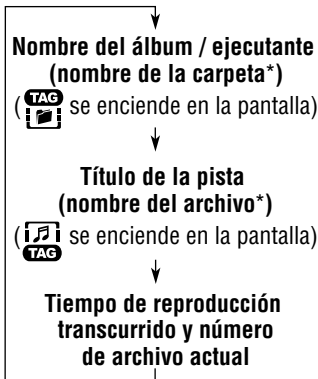 Nombre del álbum / ejecutante
(nombre de la carpeta*)
(TAG se enciende en la pantalla)
Título de la pista
(nombre del archivo*)
(TAG se enciende en la pantalla)
Tiempo de reproducción
transcurrido y número
de archivo actual